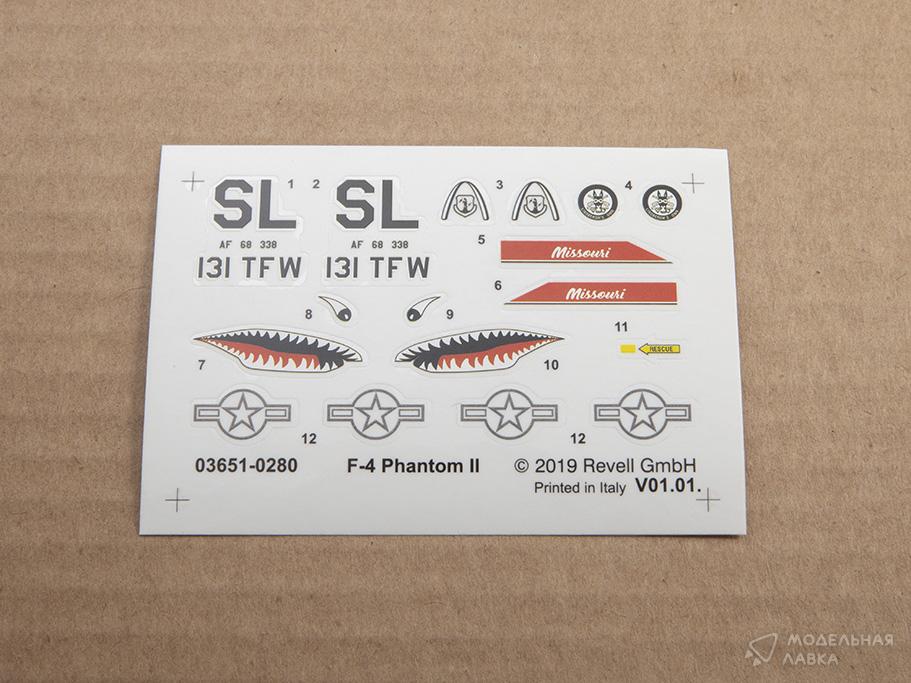 SL 1 2 SL 3 4
AF 68 338 AF 68 338
131 TFW 131 TFW
5 Missouri
6 Missouri
8 9
11 RESCUE
7 10
12 12
03651-0280 F-4 Phantom II © 2019 Revell GmbH
Printed in Italy V01.01.
МОДЕЛЬНАЯ
ЛАВКА